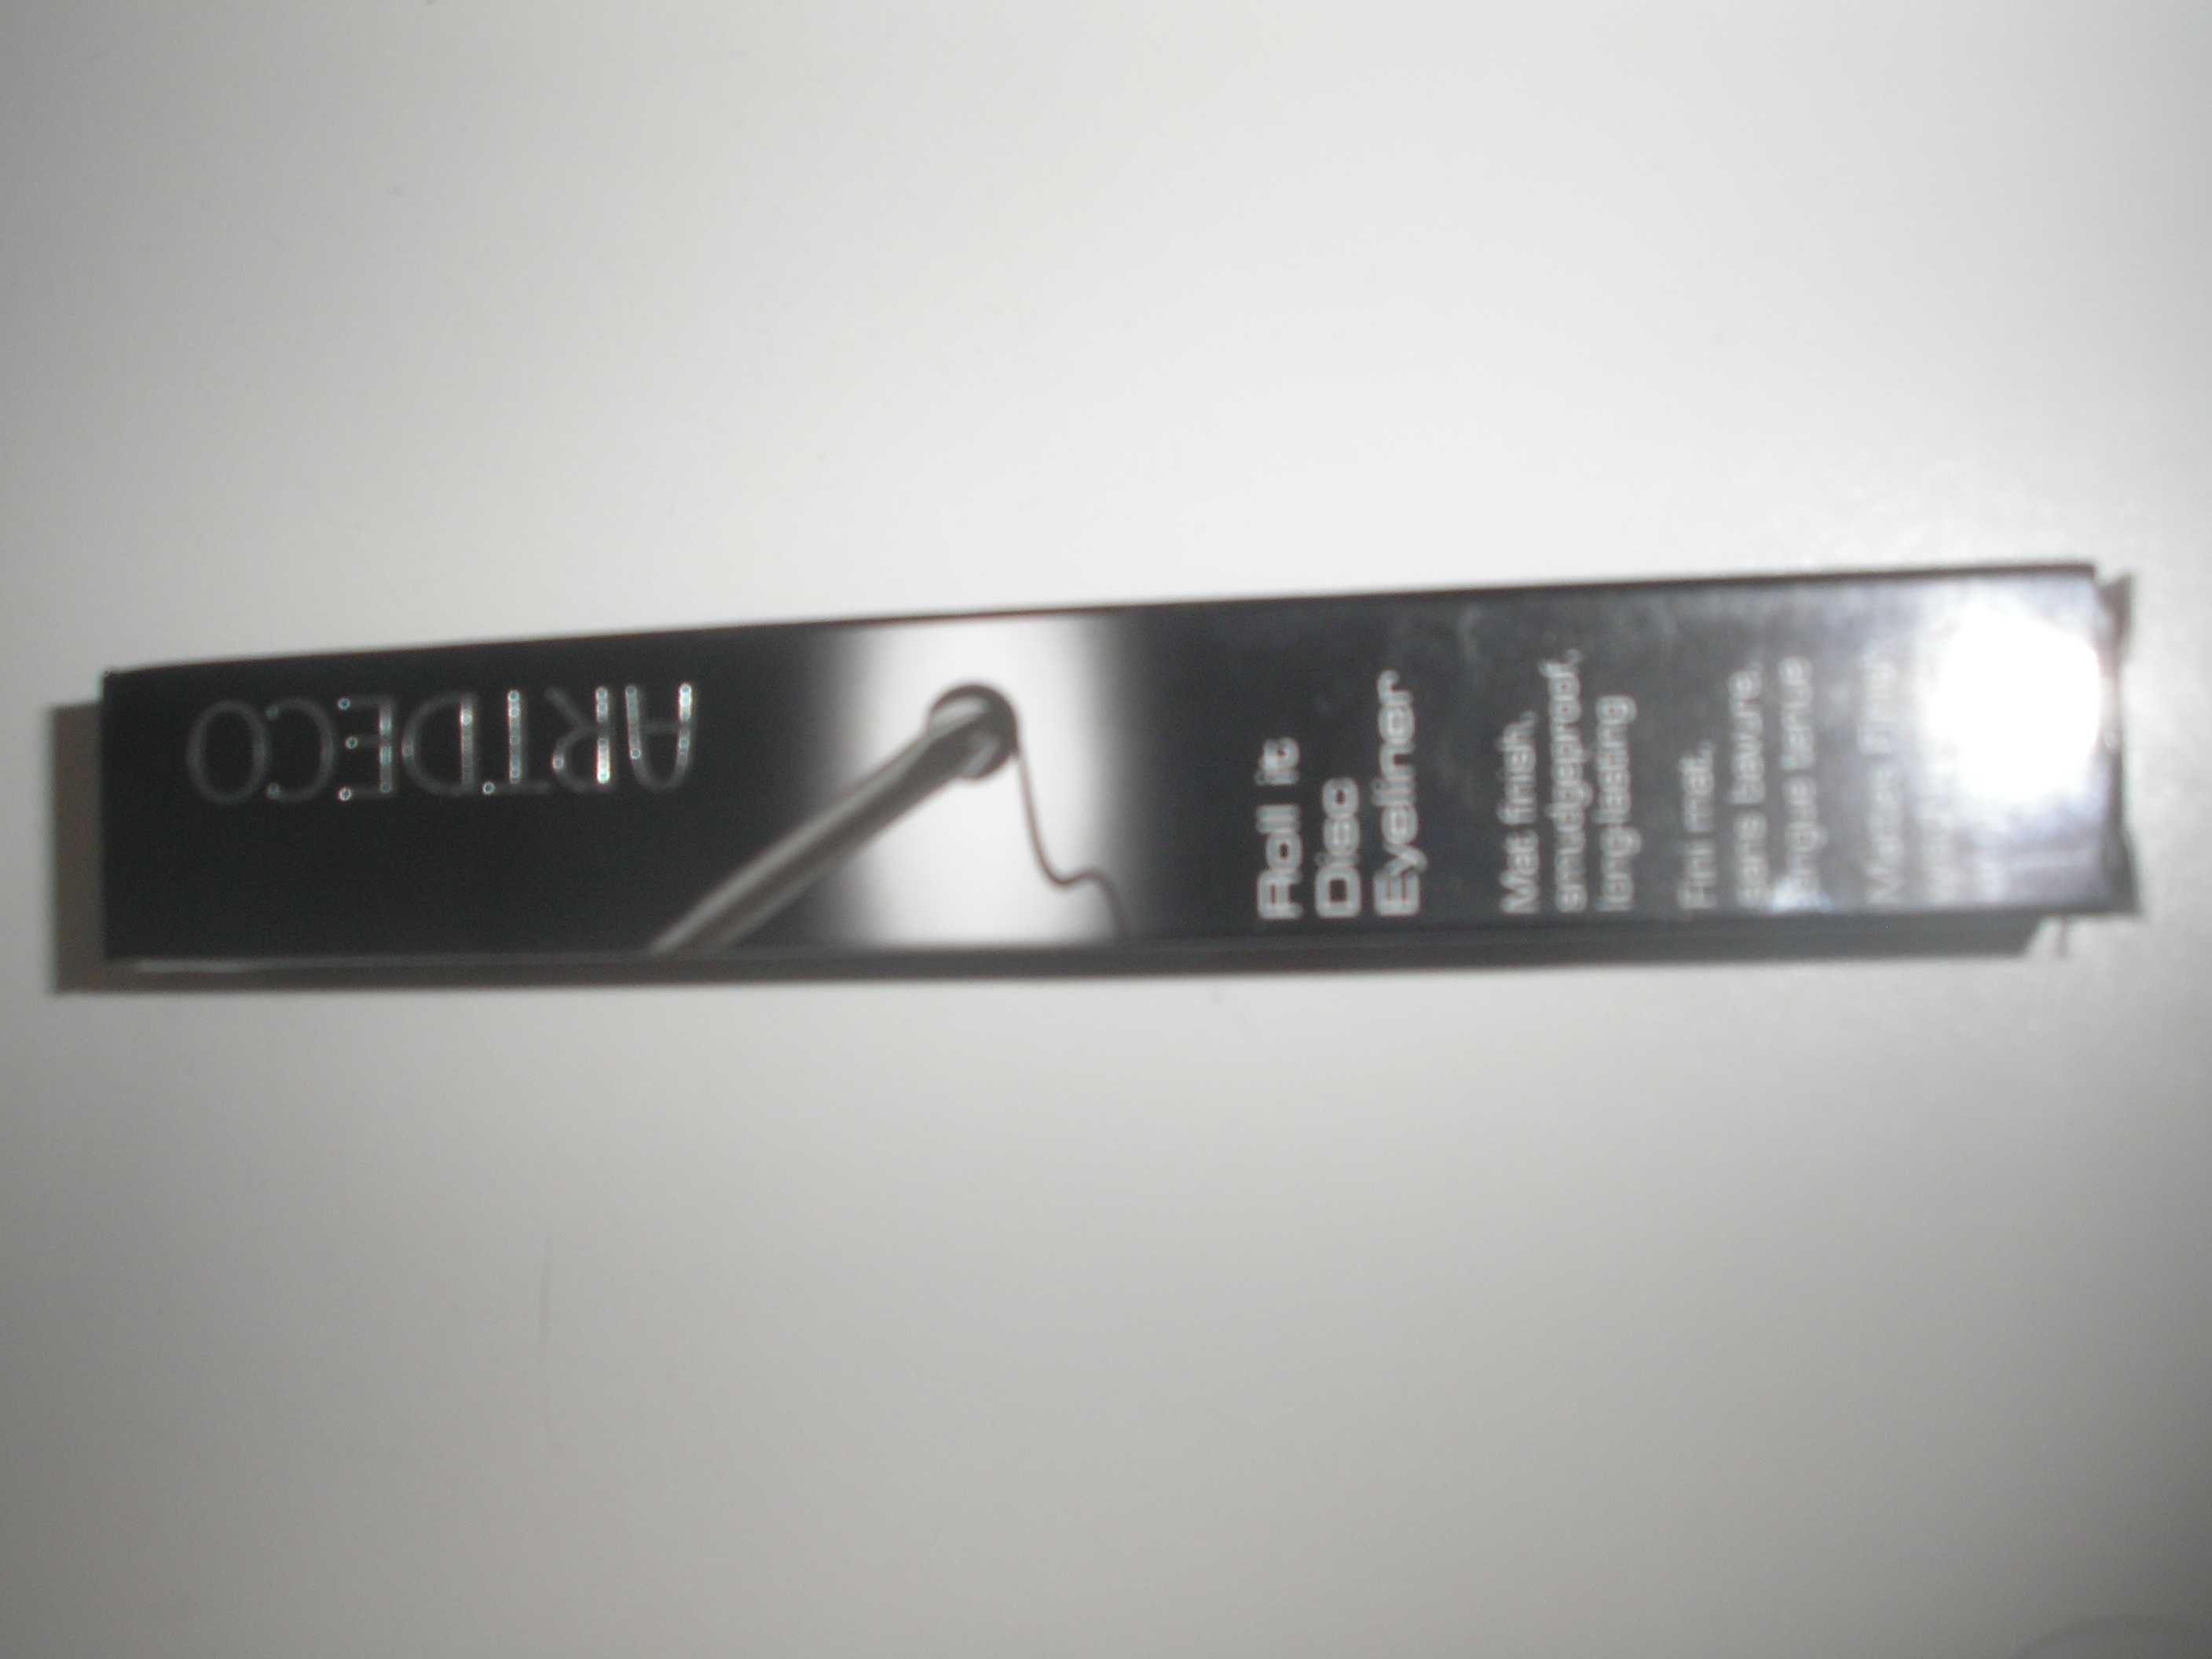 ARTDECO
Roll it
Disc
Eyeliner
Mat finish,
smudgeproof,
longlasting
Fini mat,
sans bavure,
longue tenue